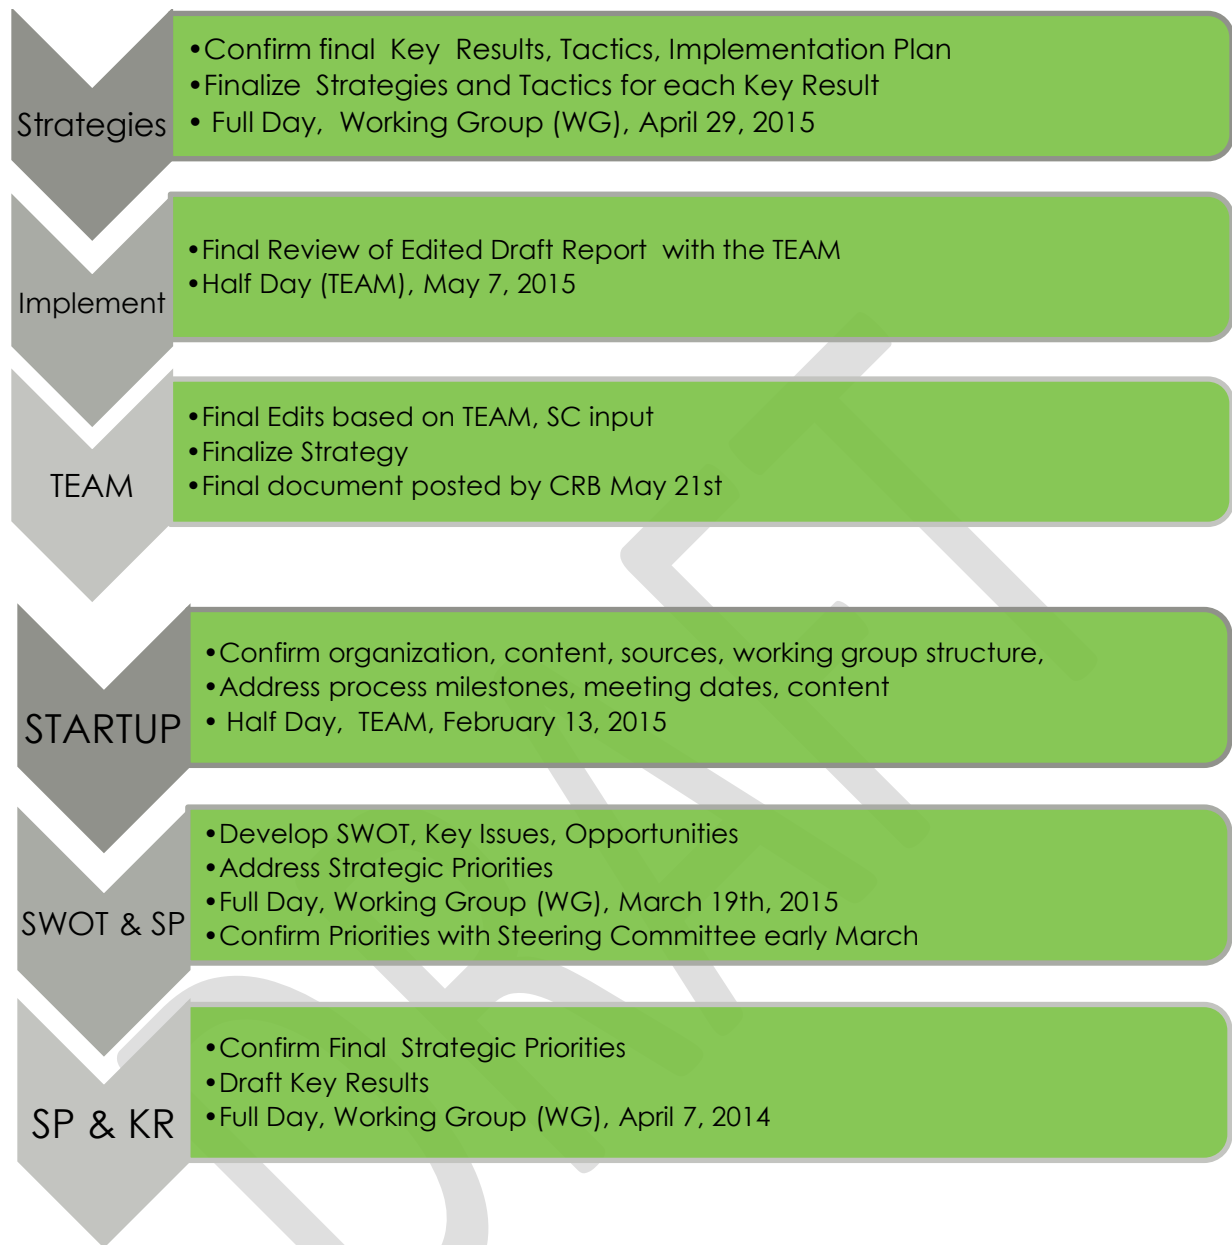 Strategies
•Confirm final Key Results, Tactics, Implementation Plan
•Finalize Strategies and Tactics for each Key Result
• Full Day, Working Group (WG), April 29, 2015
Implement
•Final Review of Edited Draft Report with the TEAM
•Half Day (TEAM), May 7, 2015
TEAM
•Final Edits based on TEAM, SC input
•Finalize Strategy
•Final document posted by CRB May 21st
STARTUP
•Confirm organization, content, sources, working group structure,
•Address process milestones, meeting dates, content
• Half Day, TEAM, February 13, 2015
SWOT & SP
•Develop SWOT, Key Issues, Opportunities
•Address Strategic Priorities
•Full Day, Working Group (WG), March 19th, 2015
•Confirm Priorities with Steering Committee early March
SP & KR
•Confirm Final Strategic Priorities
•Draft Key Results
•Full Day, Working Group (WG), April 7, 2014
DRAFT